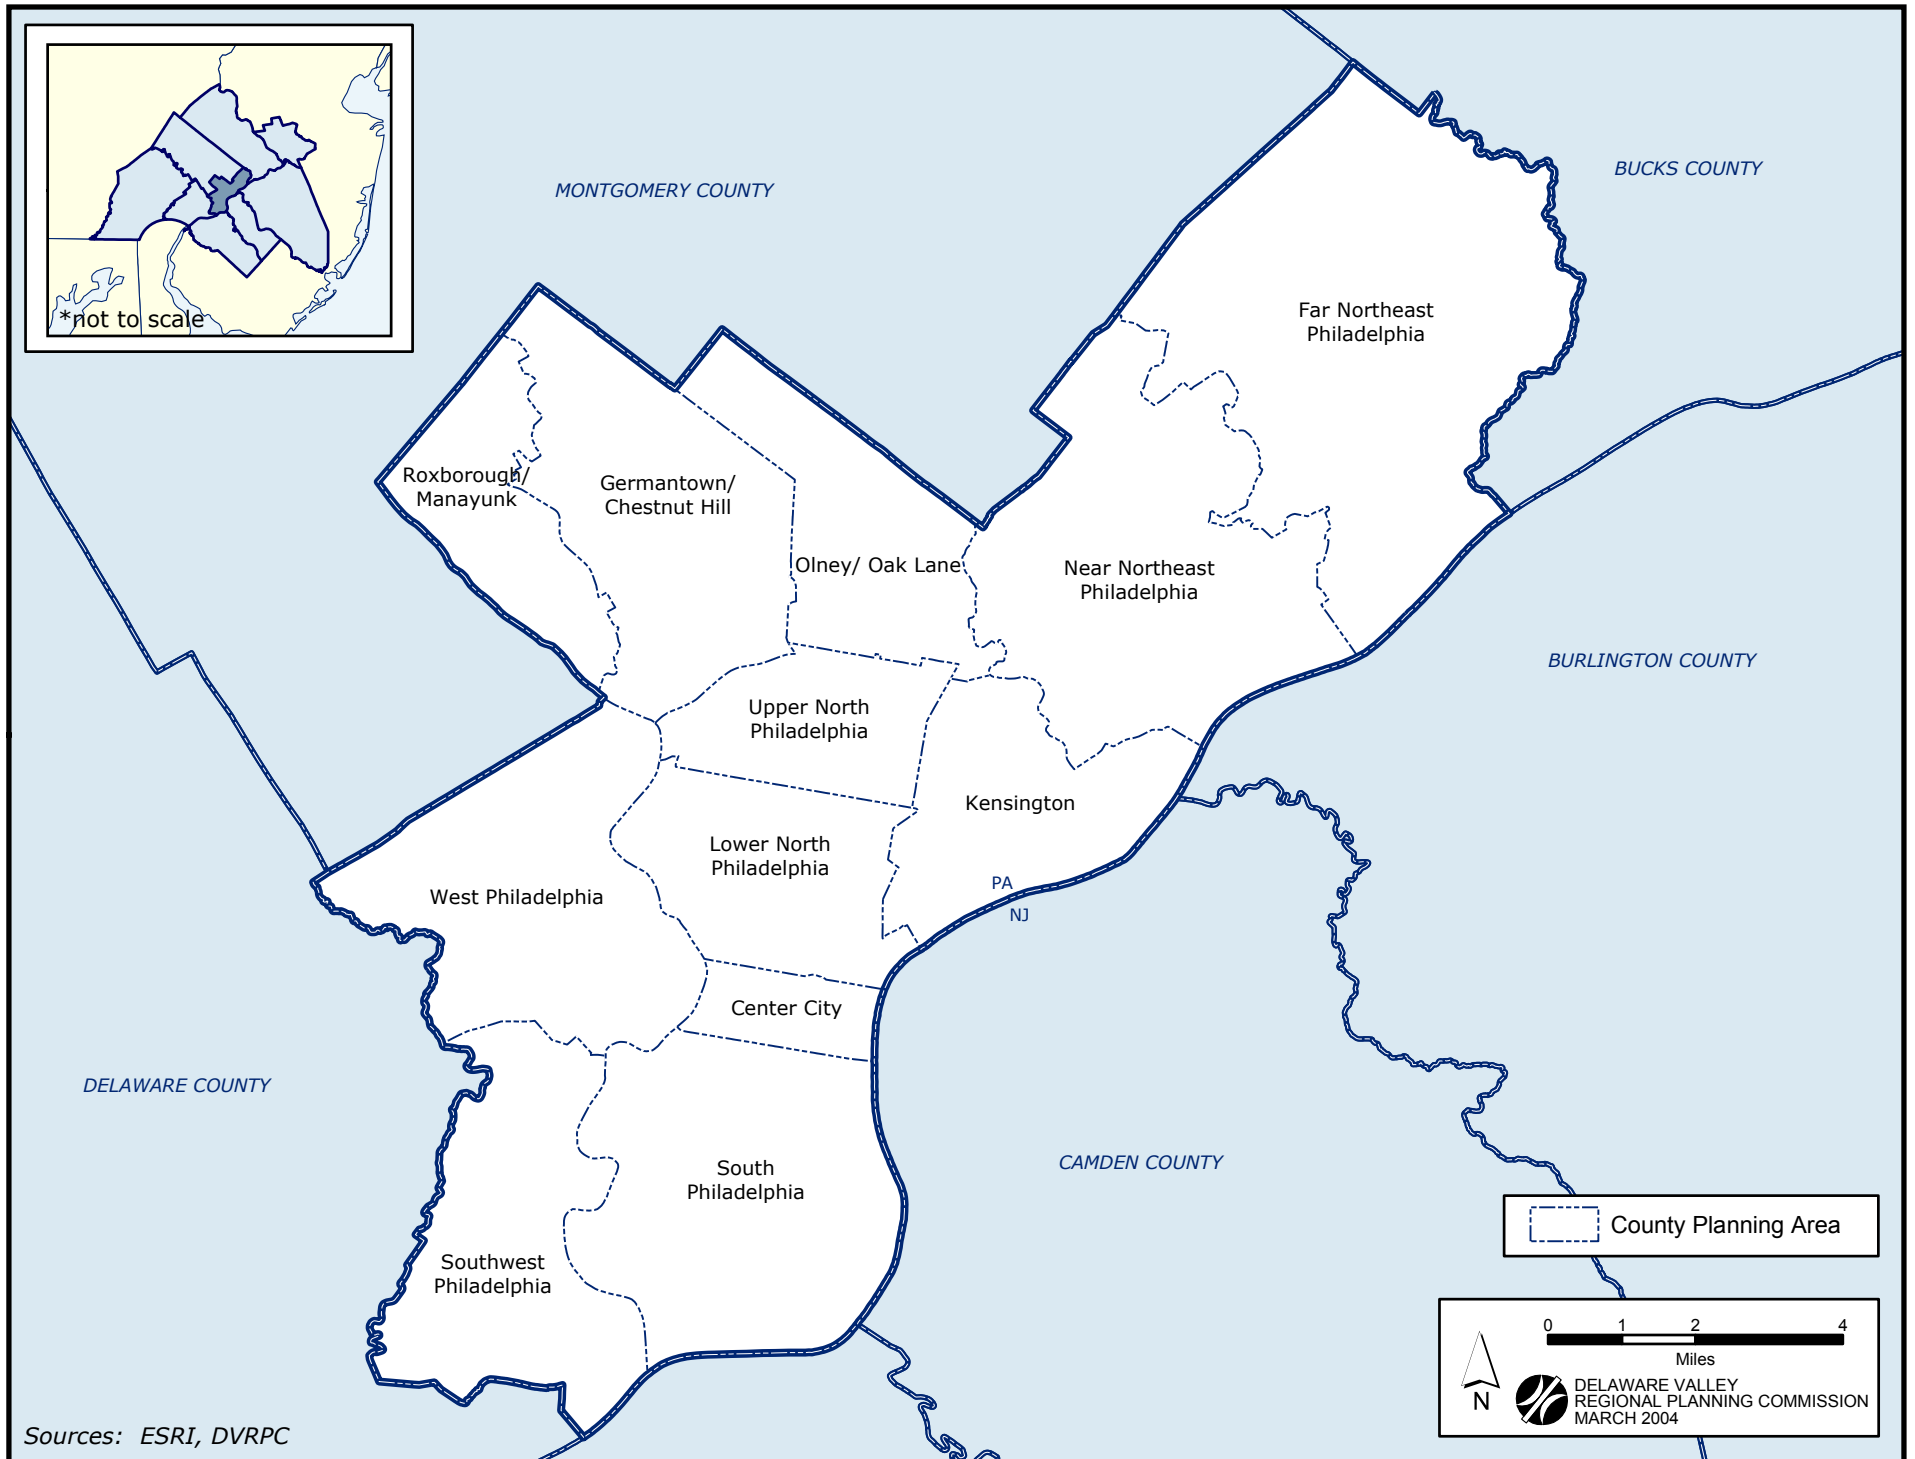 *not to scale
MONTGOMERY COUNTY
BUCKS COUNTY
Far Northeast
Philadelphia
Roxborough/
Manayunk
Germantown/
Chestnut Hill
Olney/ Oak Lane
Near Northeast
Philadelphia
BURLINGTON COUNTY
Upper North
Philadelphia
Kensington
Lower North
Philadelphia
West Philadelphia
PA
NJ
Center City
DELAWARE COUNTY
CAMDEN COUNTY
South
Philadelphia
Southwest
Philadelphia
County Planning Area
0 1 2 4
Miles
N
DELAWARE VALLEY
REGIONAL PLANNING COMMISSION
MARCH 2004
Sources: ESRI, DVRPC